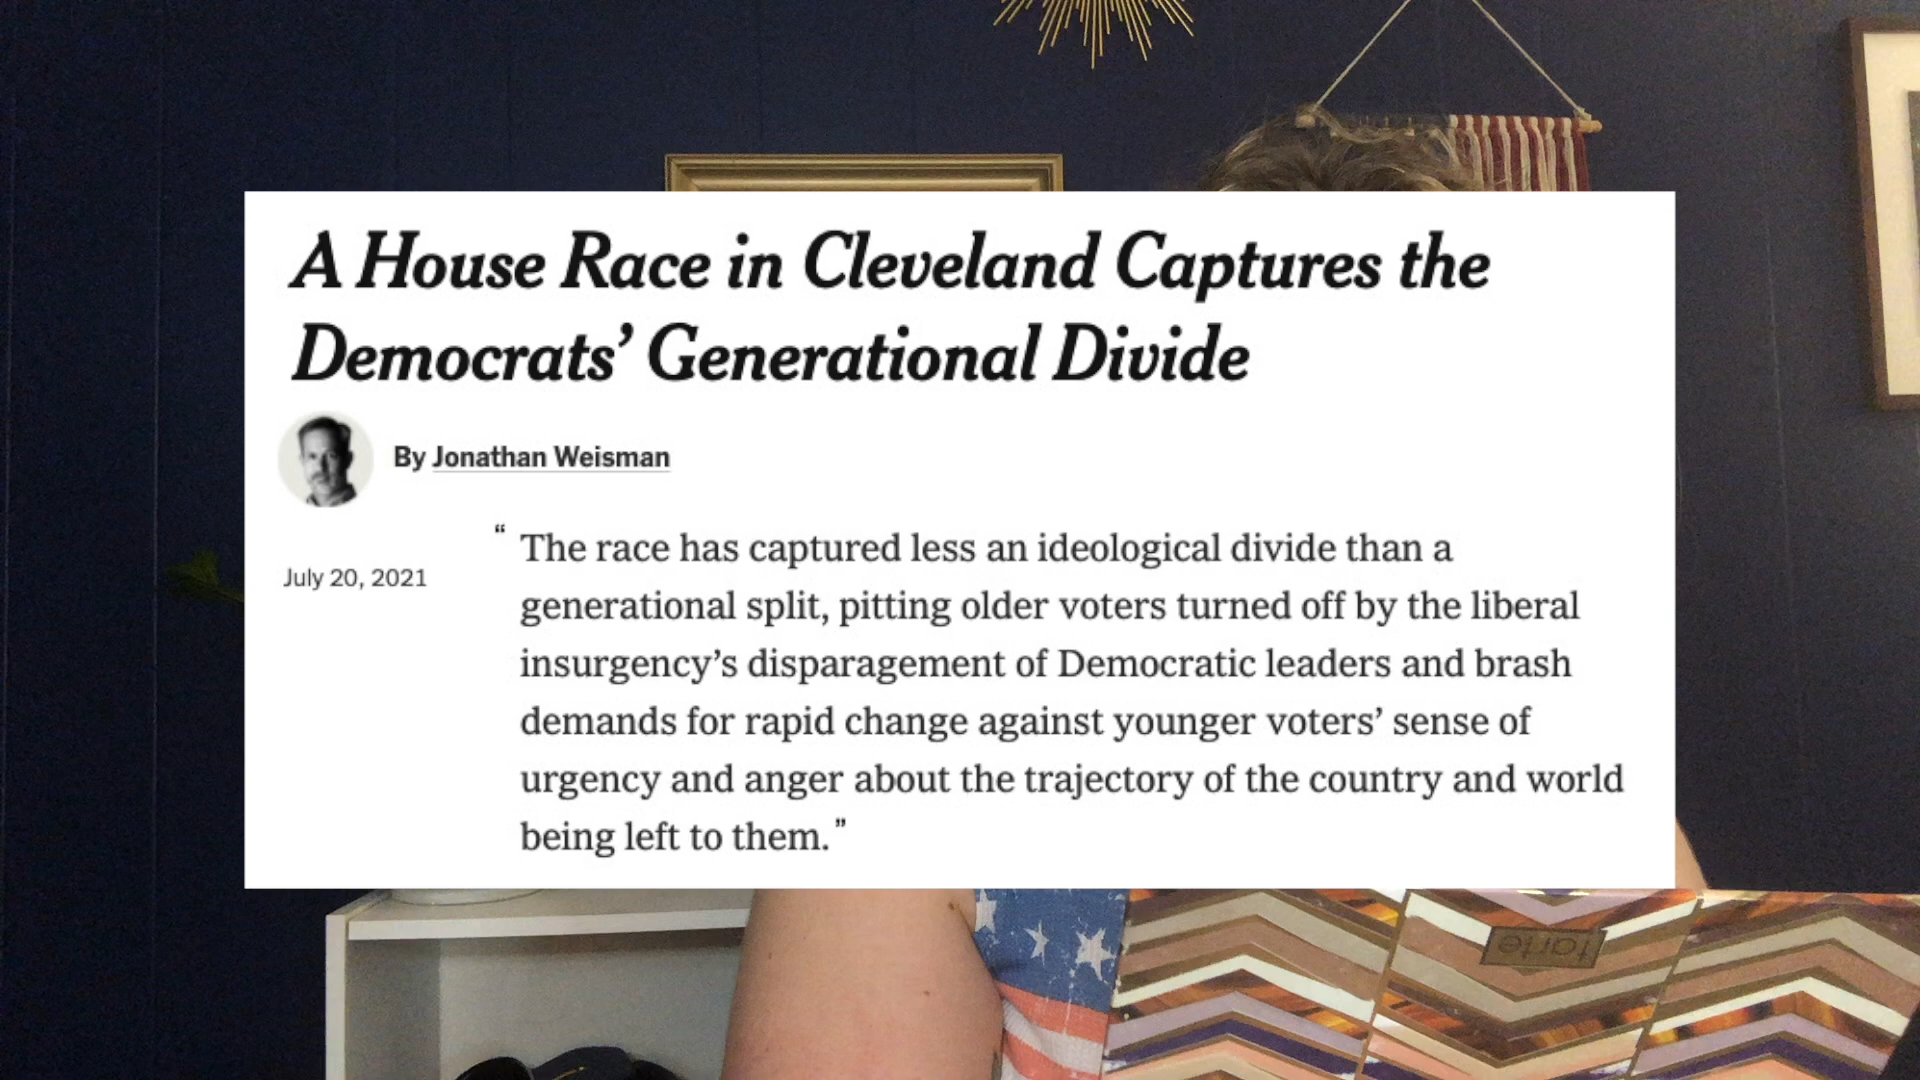 A House Race in Cleveland Captures the
Democrats’ Generational Divide
By Jonathan Weisman
July 20, 2021
“ The race has captured less an ideological divide than a
generational split, pitting older voters turned off by the liberal
insurgency’s disparagement of Democratic leaders and brash
demands for rapid change against younger voters’ sense of
urgency and anger about the trajectory of the country and world
being left to them.”
tarte